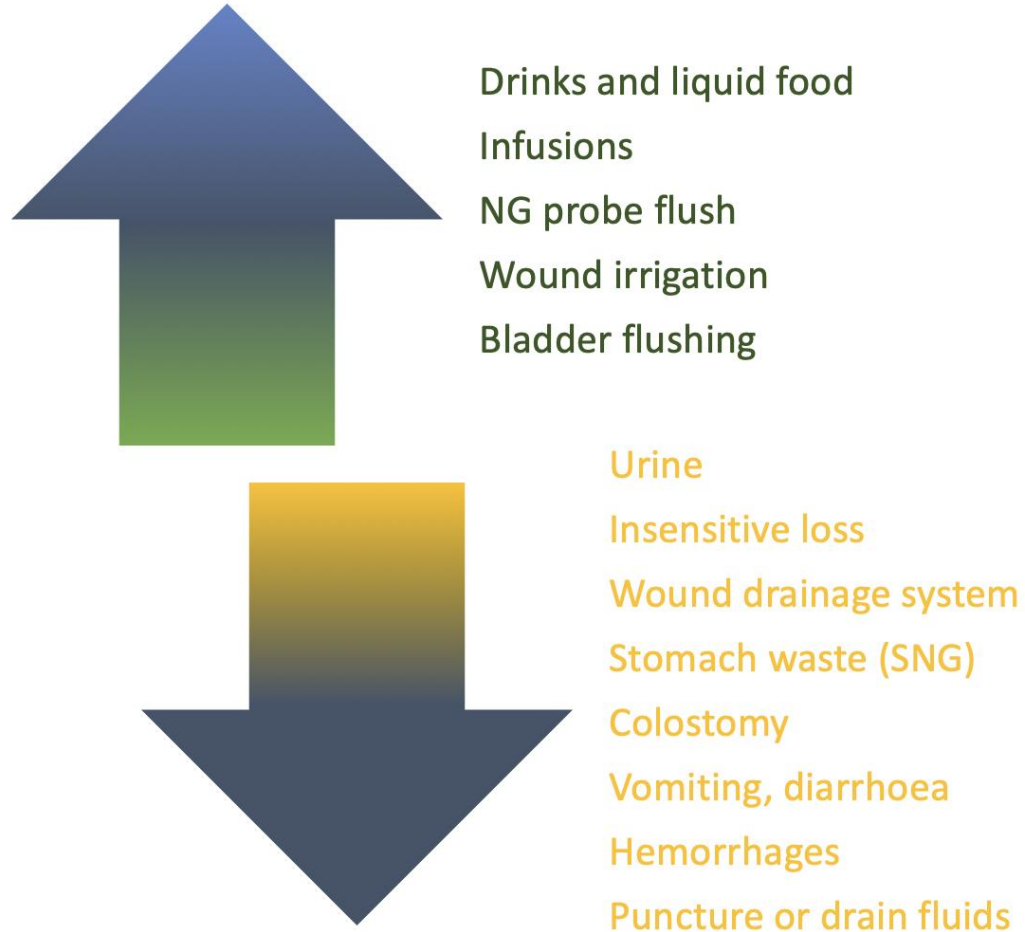 Drinks and liquid food
Infusions
NG probe flush
Wound irrigation
Bladder flushing
Urine
Insensitive loss
Wound drainage system
Stomach waste (SNG)
Colostomy
Vomiting, diarrhoea
Hemorrhages
Puncture or drain fluids